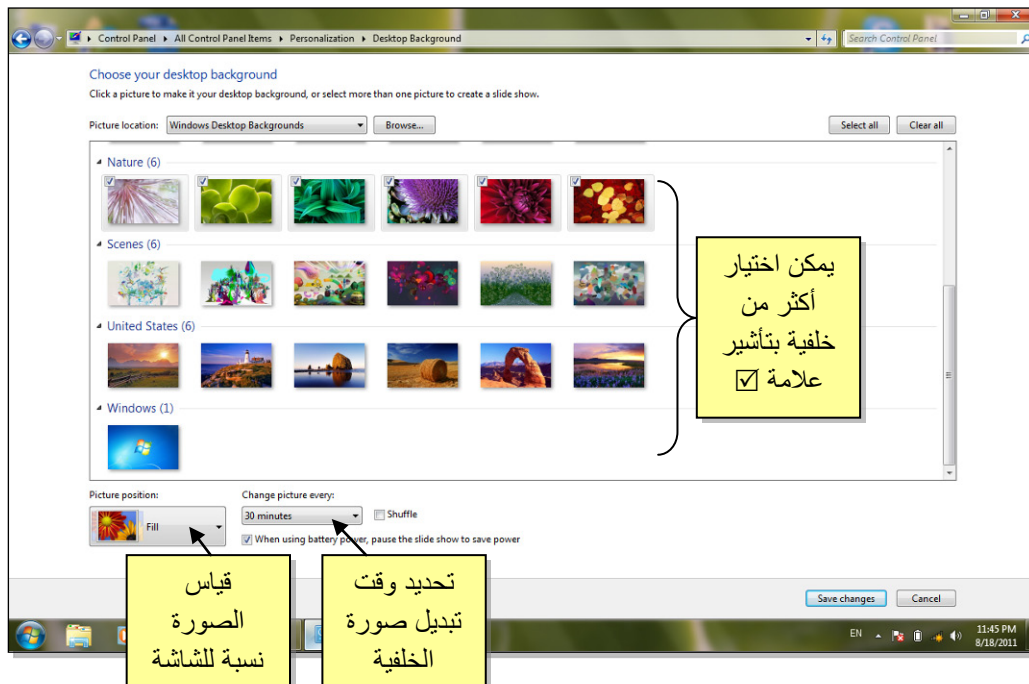 Control Panel ▸ All Control Panel Items ▸ Personalization ▸ Desktop Background
Search Control Panel
Choose your desktop background
Click a picture to make it your desktop background, or select more than one picture to create a slide show.
Picture location: Windows Desktop Backgrounds Browse... Select all Clear all
Nature (6)
Scenes (6)
United States (6)
Windows (1)
يمكن اختيار
أكثر من
خلفية بتأشير
علامة ☑
Picture position: Change picture every:
Fill 30 minutes Shuffle
When using battery power, pause the slide show to save power
قياس
الصورة
نسبة للشاشة
تحديد وقت
تبديل صورة
الخلفية
Save changes Cancel
EN 11:45 PM
8/18/2011